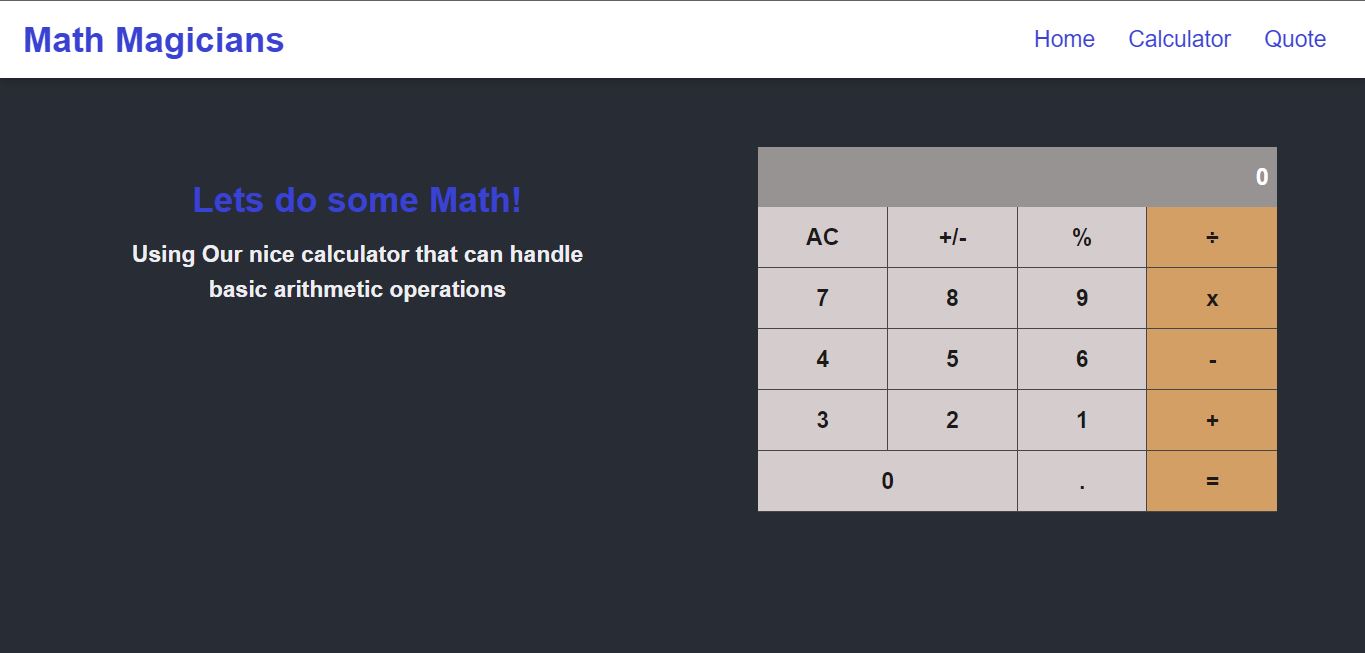 Math Magicians
Home Calculator Quote
Lets do some Math!
Using Our nice calculator that can handle
basic arithmetic operations
0
AC +/- % ÷
7 8 9 x
4 5 6 -
3 2 1 +
0 . =